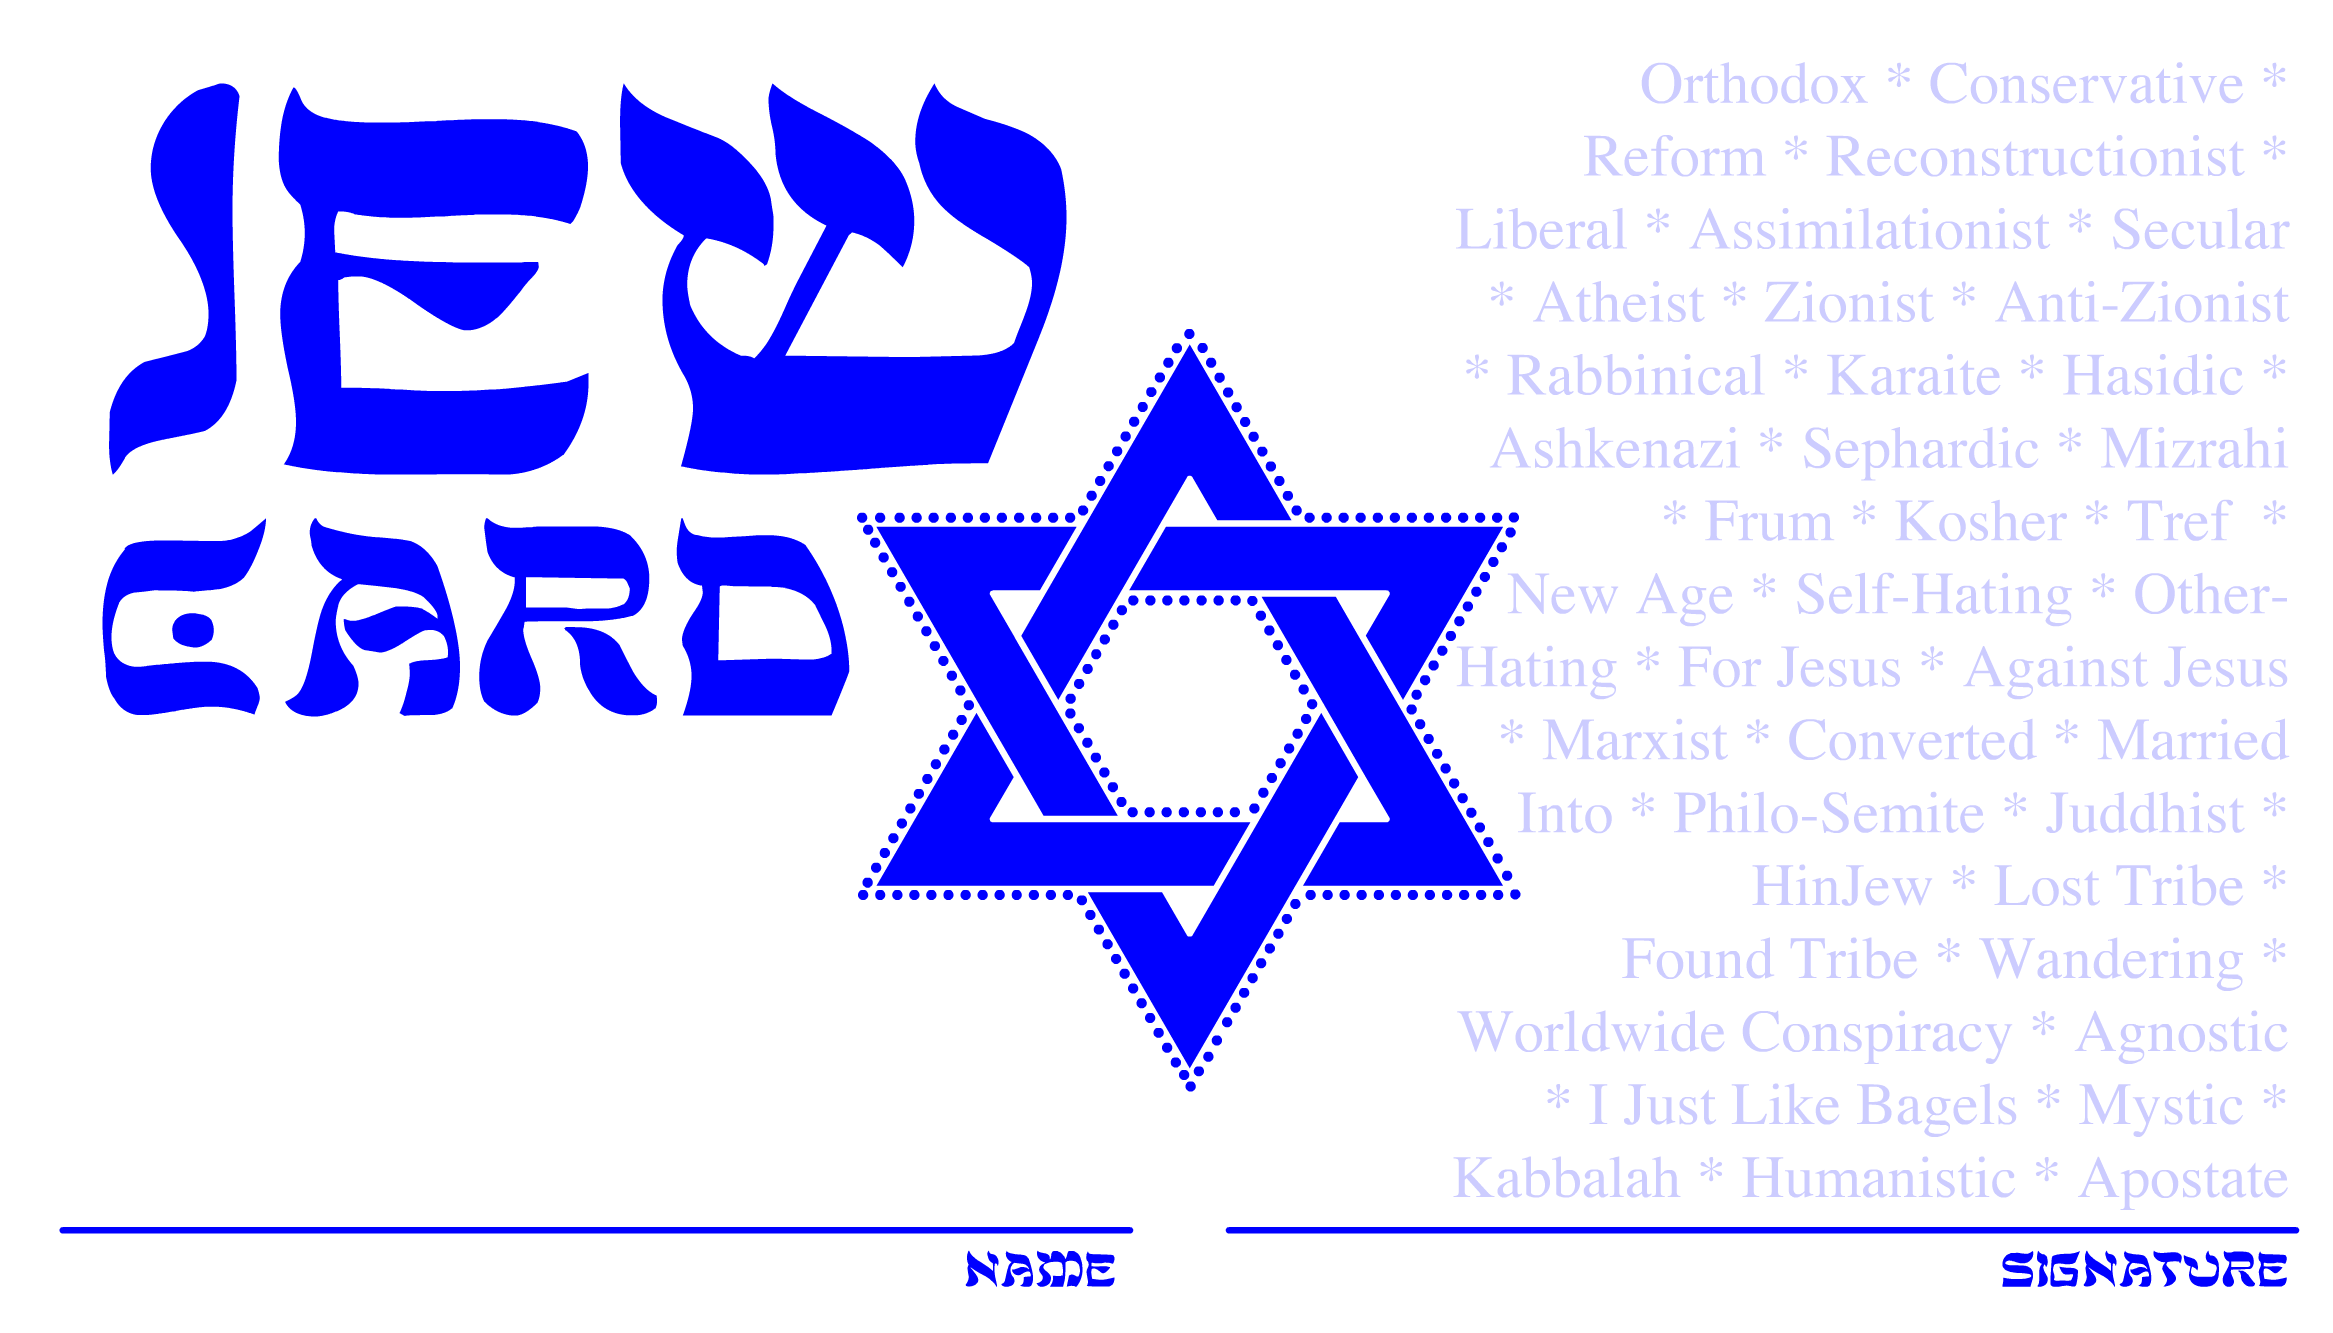 JEW
CARD
Orthodox * Conservative *
Reform * Reconstructionist *
Liberal * Assimilationist * Secular
* Atheist * Zionist * Anti-Zionist
* Rabbinical * Karaite * Hasidic *
Ashkenazi * Sephardic * Mizrahi
* Frum * Kosher * Tref *
New Age * Self-Hating * Other-
Hating * For Jesus * Against Jesus
* Marxist * Converted * Married
Into * Philo-Semite * Juddhist *
HinJew * Lost Tribe *
Found Tribe * Wandering *
Worldwide Conspiracy * Agnostic
* I Just Like Bagels * Mystic *
Kabbalah * Humanistic * Apostate
NAME
SIGNATURE